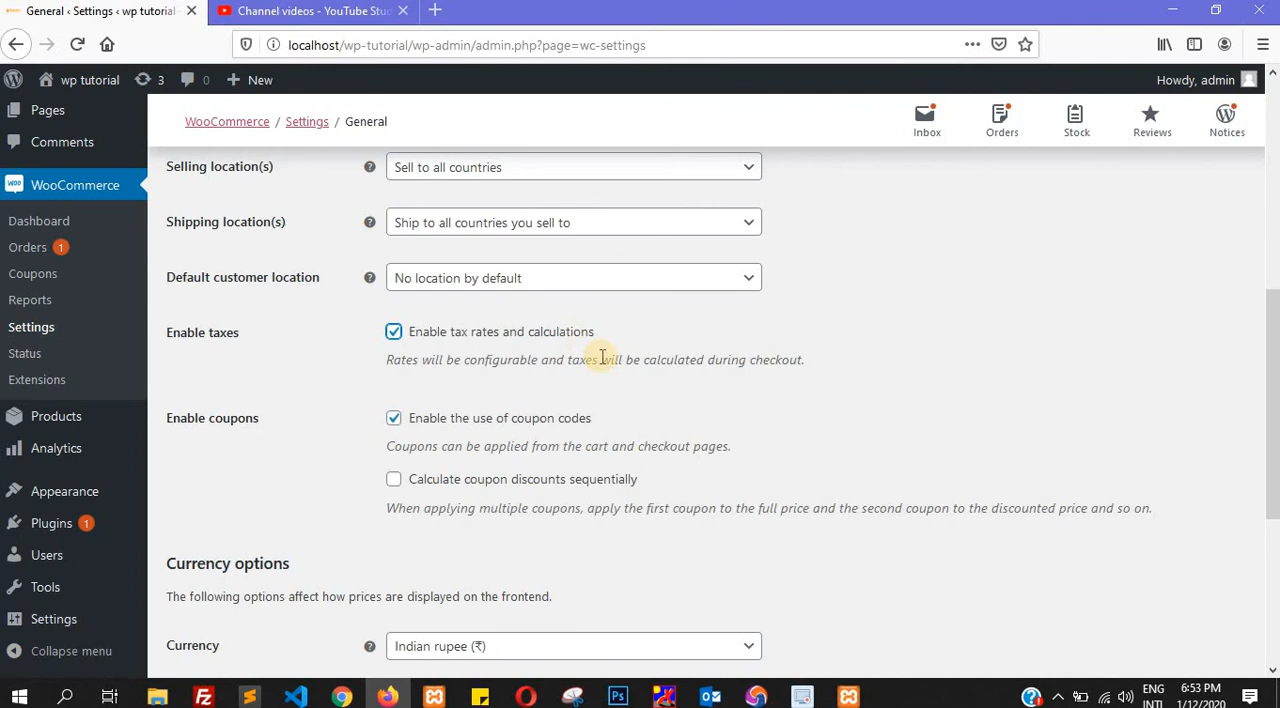 General ‹ Settings ‹ wp tutorial
Channel videos - YouTube Stu
localhost/wp-tutorial/wp-admin/admin.php?page=wc-settings
wp tutorial
3
0
New
Howdy, admin
Pages
Comments
WooCommerce
Dashboard
Orders 1
Coupons
Reports
Settings
Status
Extensions
Products
Analytics
Appearance
Plugins 1
Users
Tools
Settings
Collapse menu
WooCommerce / Settings / General
Inbox
Orders
Stock
Reviews
Notices
Selling location(s)
Sell to all countries
Shipping location(s)
Ship to all countries you sell to
Default customer location
No location by default
Enable taxes
Enable tax rates and calculations
Rates will be configurable and taxes will be calculated during checkout.
Enable coupons
Enable the use of coupon codes
Coupons can be applied from the cart and checkout pages.
Calculate coupon discounts sequentially
When applying multiple coupons, apply the first coupon to the full price and the second coupon to the discounted price and so on.
Currency options
The following options affect how prices are displayed on the frontend.
Currency
Indian rupee (₹)
ENG
INTL
6:53 PM
1/12/2020